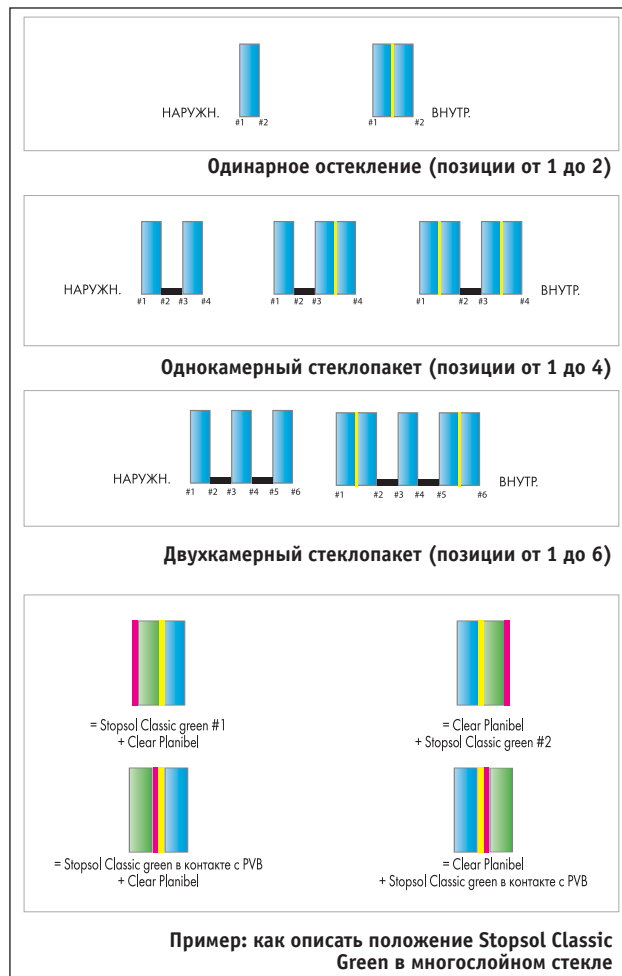 НАРУЖН.
#1 #2
#1 #2
ВНУТР.
Одинарное остекление (позиции от 1 до 2)
НАРУЖН.
#1 #2 #3 #4
#1 #2 #3 #4
#1 #2 #3 #4
ВНУТР.
Однокамерный стеклопакет (позиции от 1 до 4)
НАРУЖН.
#1 #2 #3 #4 #5 #6
#1 #2 #3 #4 #5 #6
ВНУТР.
Двухкамерный стеклопакет (позиции от 1 до 6)
= Stopsol Classic green #1
+ Clear Planibel
= Clear Planibel
+ Stopsol Classic green #2
= Stopsol Classic green в контакте с PVB
+ Clear Planibel
= Clear Planibel
+ Stopsol Classic green в контакте с PVB
Пример: как описать положение Stopsol Classic
Green в многослойном стекле